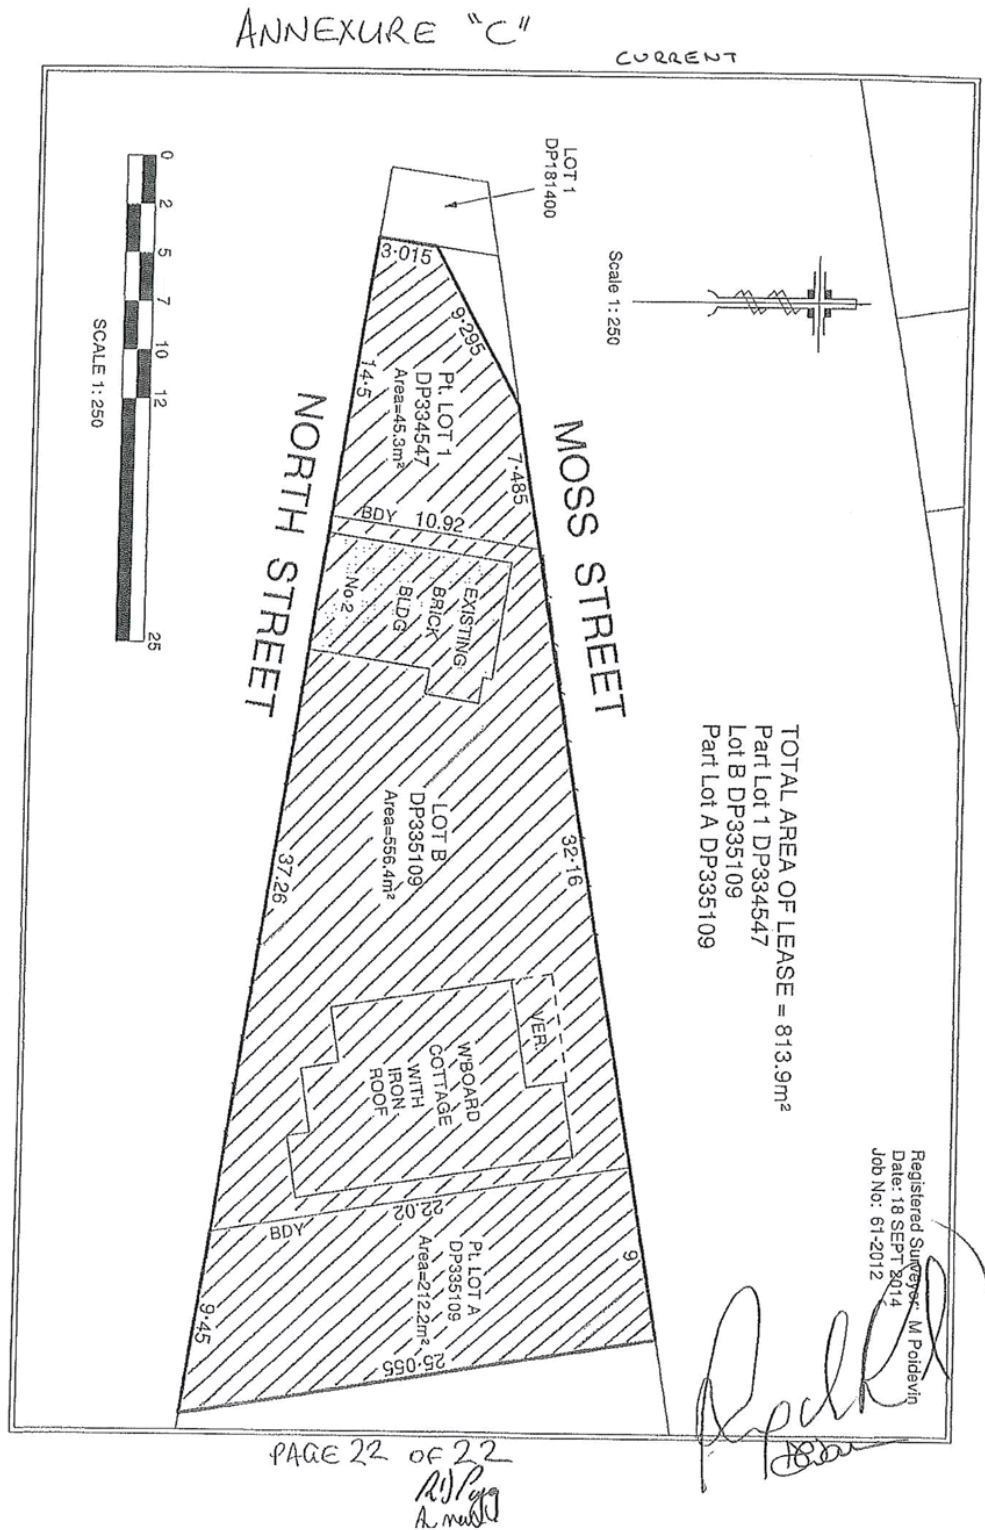 ANNEXURE "C"
CURRENT
LOT 1
DP181400
Scale 1: 250
0 2 5 7 10 12 25
SCALE 1: 250
NORTH STREET
MOSS STREET
3·015
9·295
14·5
7·485
Pt. LOT 1
DP334547
Area=45.3m²
BDY 10.92
EXISTING
BRICK
BLDG
No 2
LOT B
DP335109
Area=556.4m²
37·26
32·16
VER.
W'BOARD
COTTAGE
WITH
IRON
ROOF
22·02
BDY
Pt. LOT A
DP335109
Area=212.2m²
9
9·45
25·055
TOTAL AREA OF LEASE = 813.9m²
Part Lot 1 DP334547
Lot B DP335109
Part Lot A DP335109
Registered Surveyor: M Poidevin
Date: 18 SEPT 2014
Job No: 61-2012
PAGE 22 OF 22